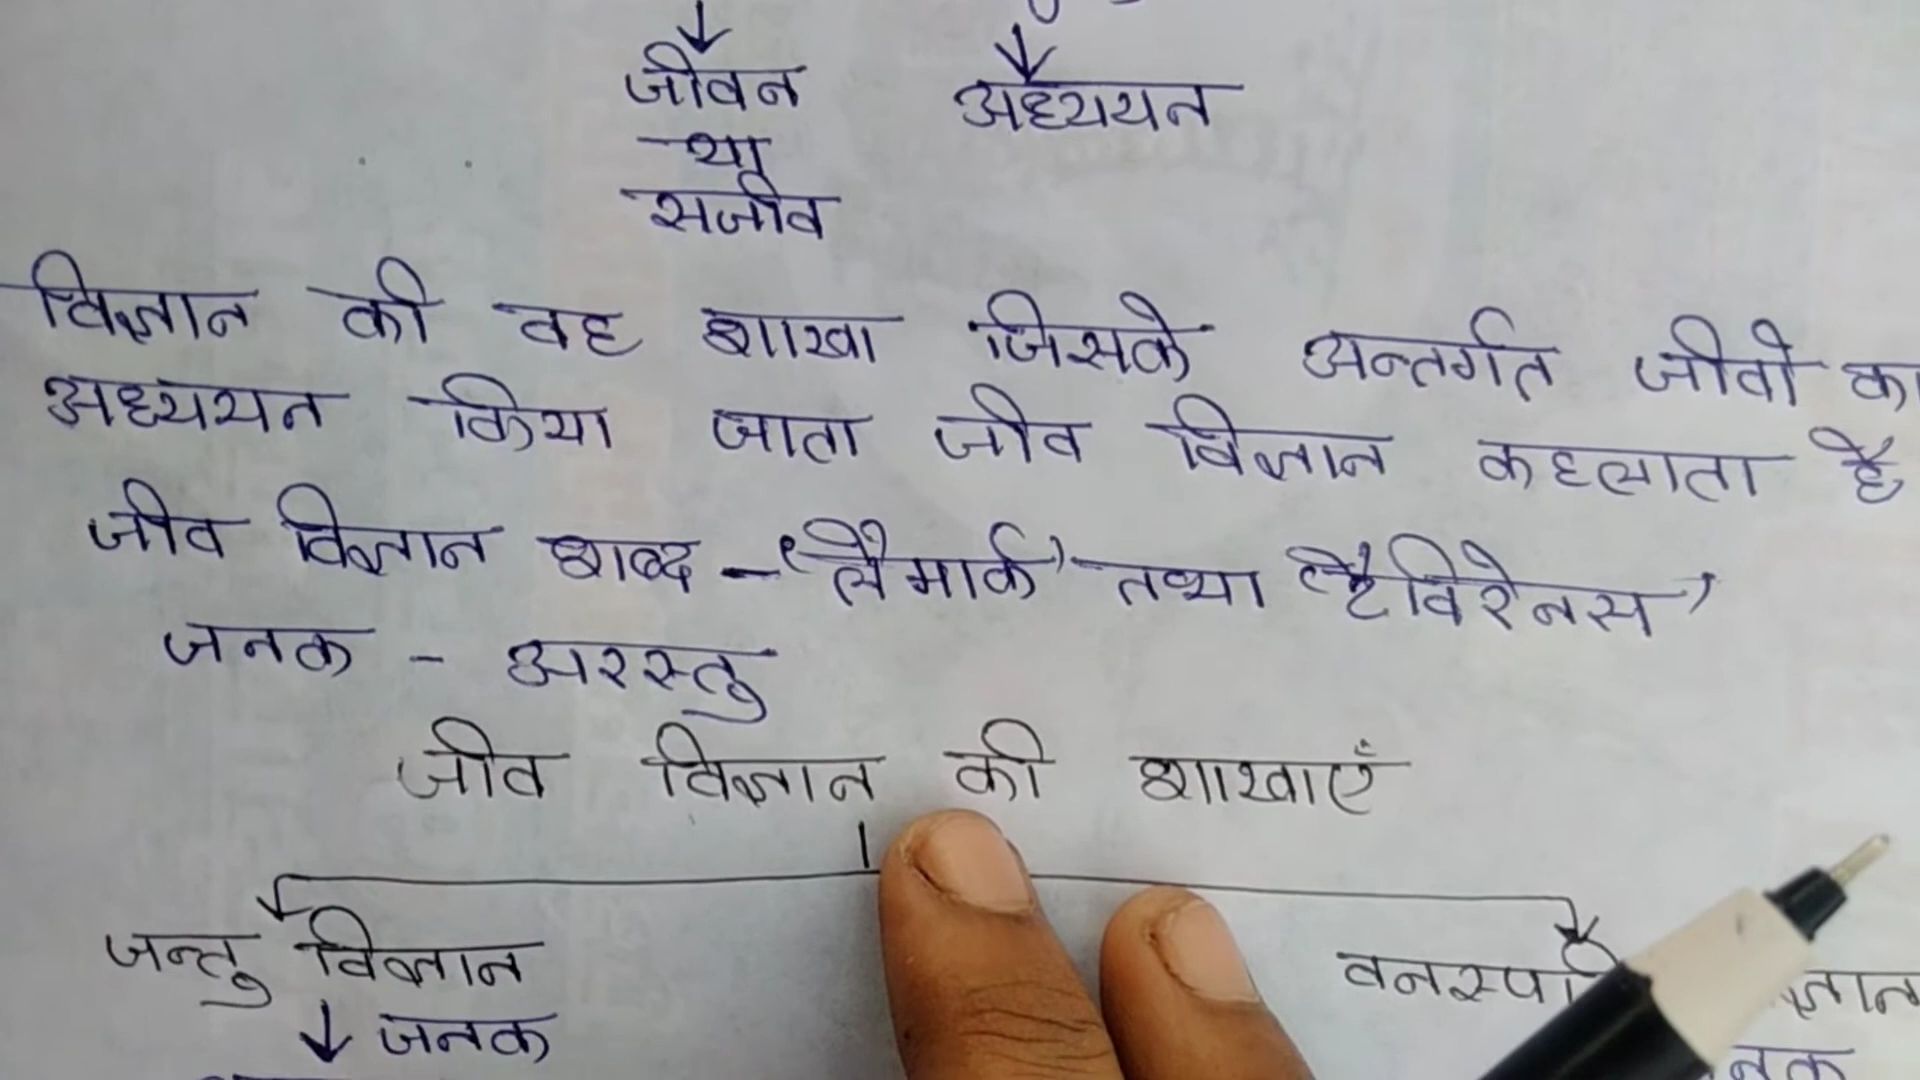 जीवन अध्ययन
या
सजीव
विज्ञान की वह शाखा जिसके अन्तर्गत जीवो का
अध्ययन किया जाता जीव विज्ञान कहलाता है
जीव विज्ञान शब्द - 'लैमार्क' तथा 'ट्रैविरेनस'
जनक - अरस्तु
जीव विज्ञान की शाखाएँ
जन्तु विज्ञान
जनक